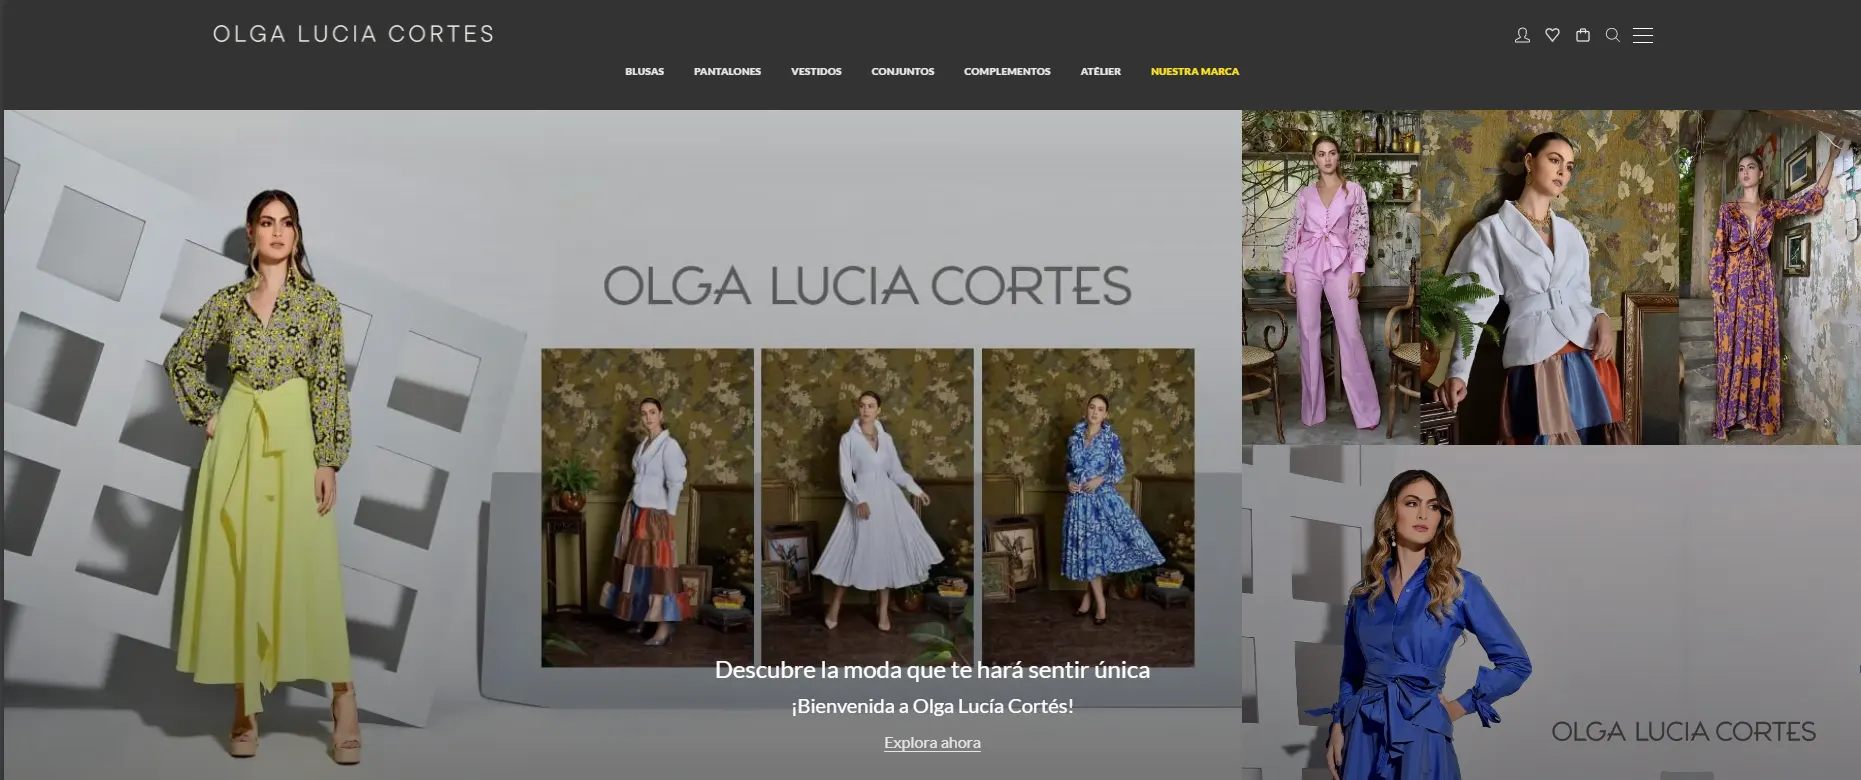 OLGA LUCIA CORTES
BLUSAS PANTALONES VESTIDOS CONJUNTOS COMPLEMENTOS ATÉLIER NUESTRA MARCA
OLGA LUCIA CORTES
Descubre la moda que te hará sentir única
¡Bienvenida a Olga Lucía Cortés!
Explora ahora
OLGA LUCIA CORTES